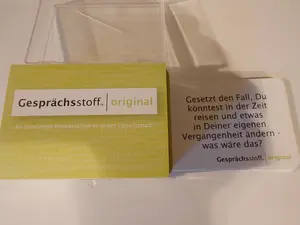 Gesprächsstoff. original
Gesetzt den Fall, Du
könntest in der Zeit
reisen und etwas
in Deiner eigenen
Vergangenheit ändern -
was wäre das?
Gesprächsstoff. original